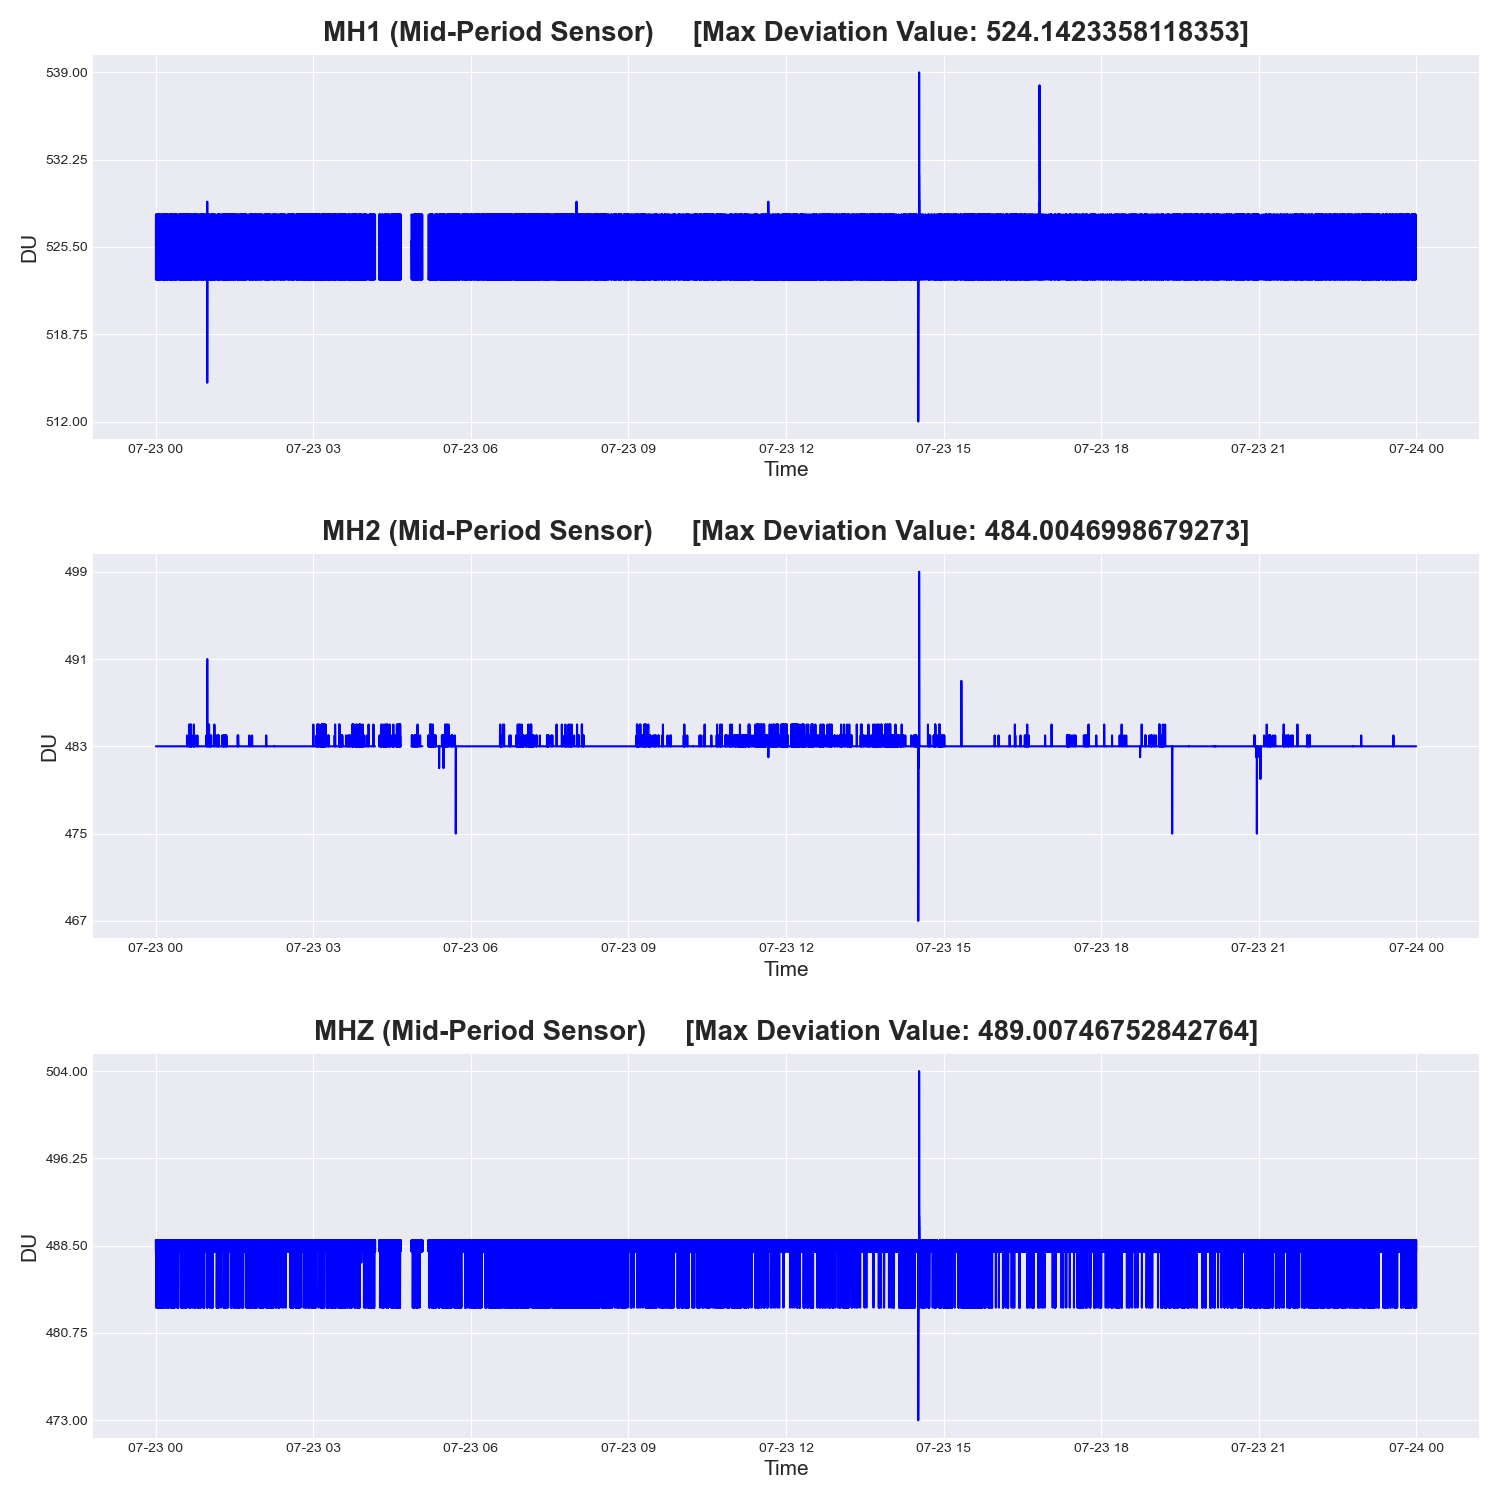 MH1 (Mid-Period Sensor) [Max Deviation Value: 524.1423358118353]
539.00
532.25
525.50
518.75
512.00
DU
07-23 00 07-23 03 07-23 06 07-23 09 07-23 12 07-23 15 07-23 18 07-23 21 07-24 00
Time
MH2 (Mid-Period Sensor) [Max Deviation Value: 484.0046998679273]
499
491
483
475
467
DU
07-23 00 07-23 03 07-23 06 07-23 09 07-23 12 07-23 15 07-23 18 07-23 21 07-24 00
Time
MHZ (Mid-Period Sensor) [Max Deviation Value: 489.00746752842764]
504.00
496.25
488.50
480.75
473.00
DU
07-23 00 07-23 03 07-23 06 07-23 09 07-23 12 07-23 15 07-23 18 07-23 21 07-24 00
Time